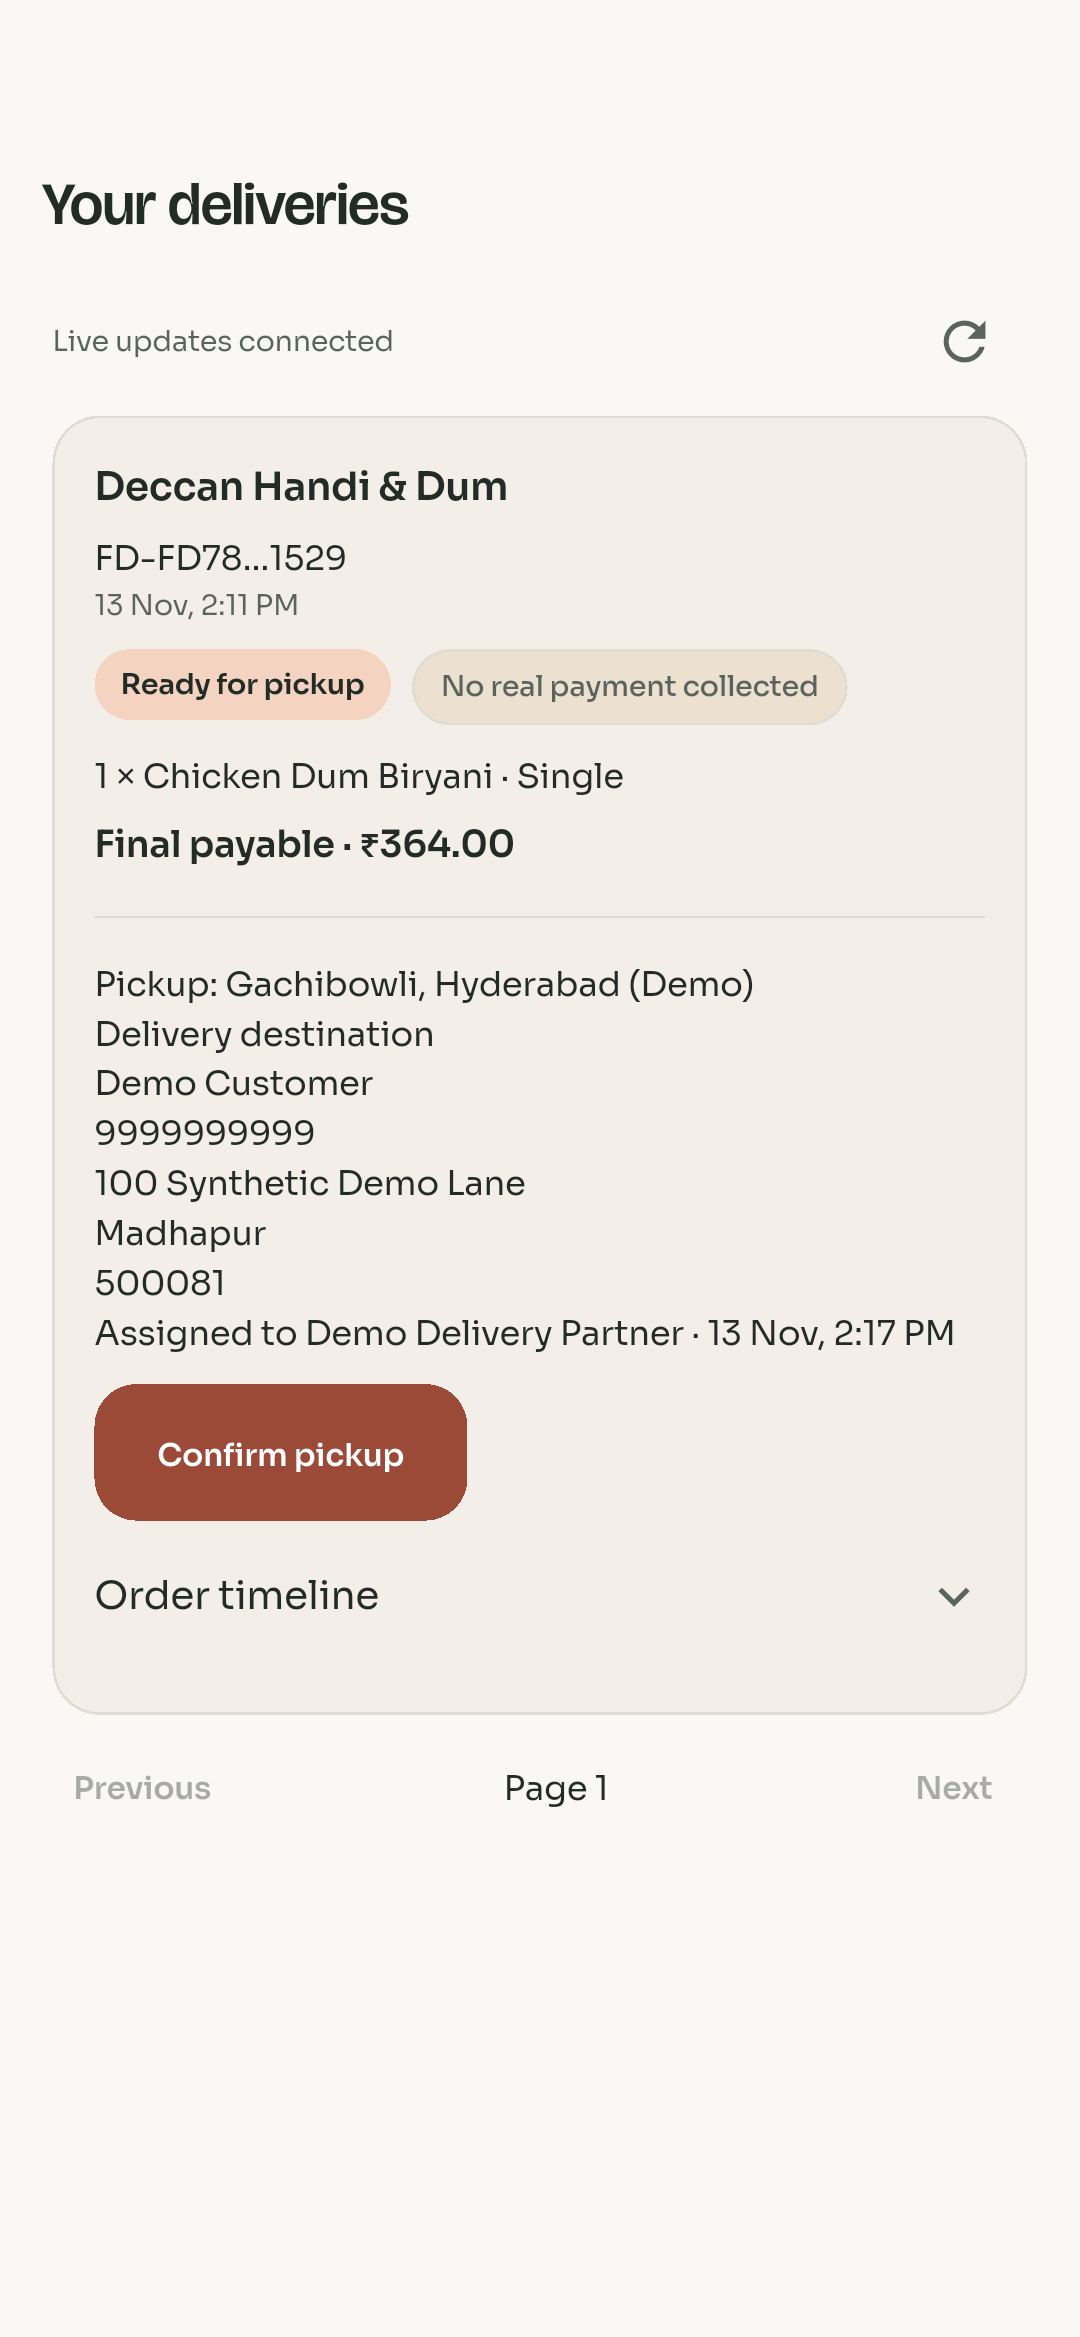 Your deliveries
Live updates connected
Deccan Handi & Dum
FD-FD78...1529
13 Nov, 2:11 PM
Ready for pickup
No real payment collected
1 × Chicken Dum Biryani · Single
Final payable · ₹364.00
Pickup: Gachibowli, Hyderabad (Demo)
Delivery destination
Demo Customer
9999999999
100 Synthetic Demo Lane
Madhapur
500081
Assigned to Demo Delivery Partner · 13 Nov, 2:17 PM
Confirm pickup
Order timeline
Previous
Page 1
Next